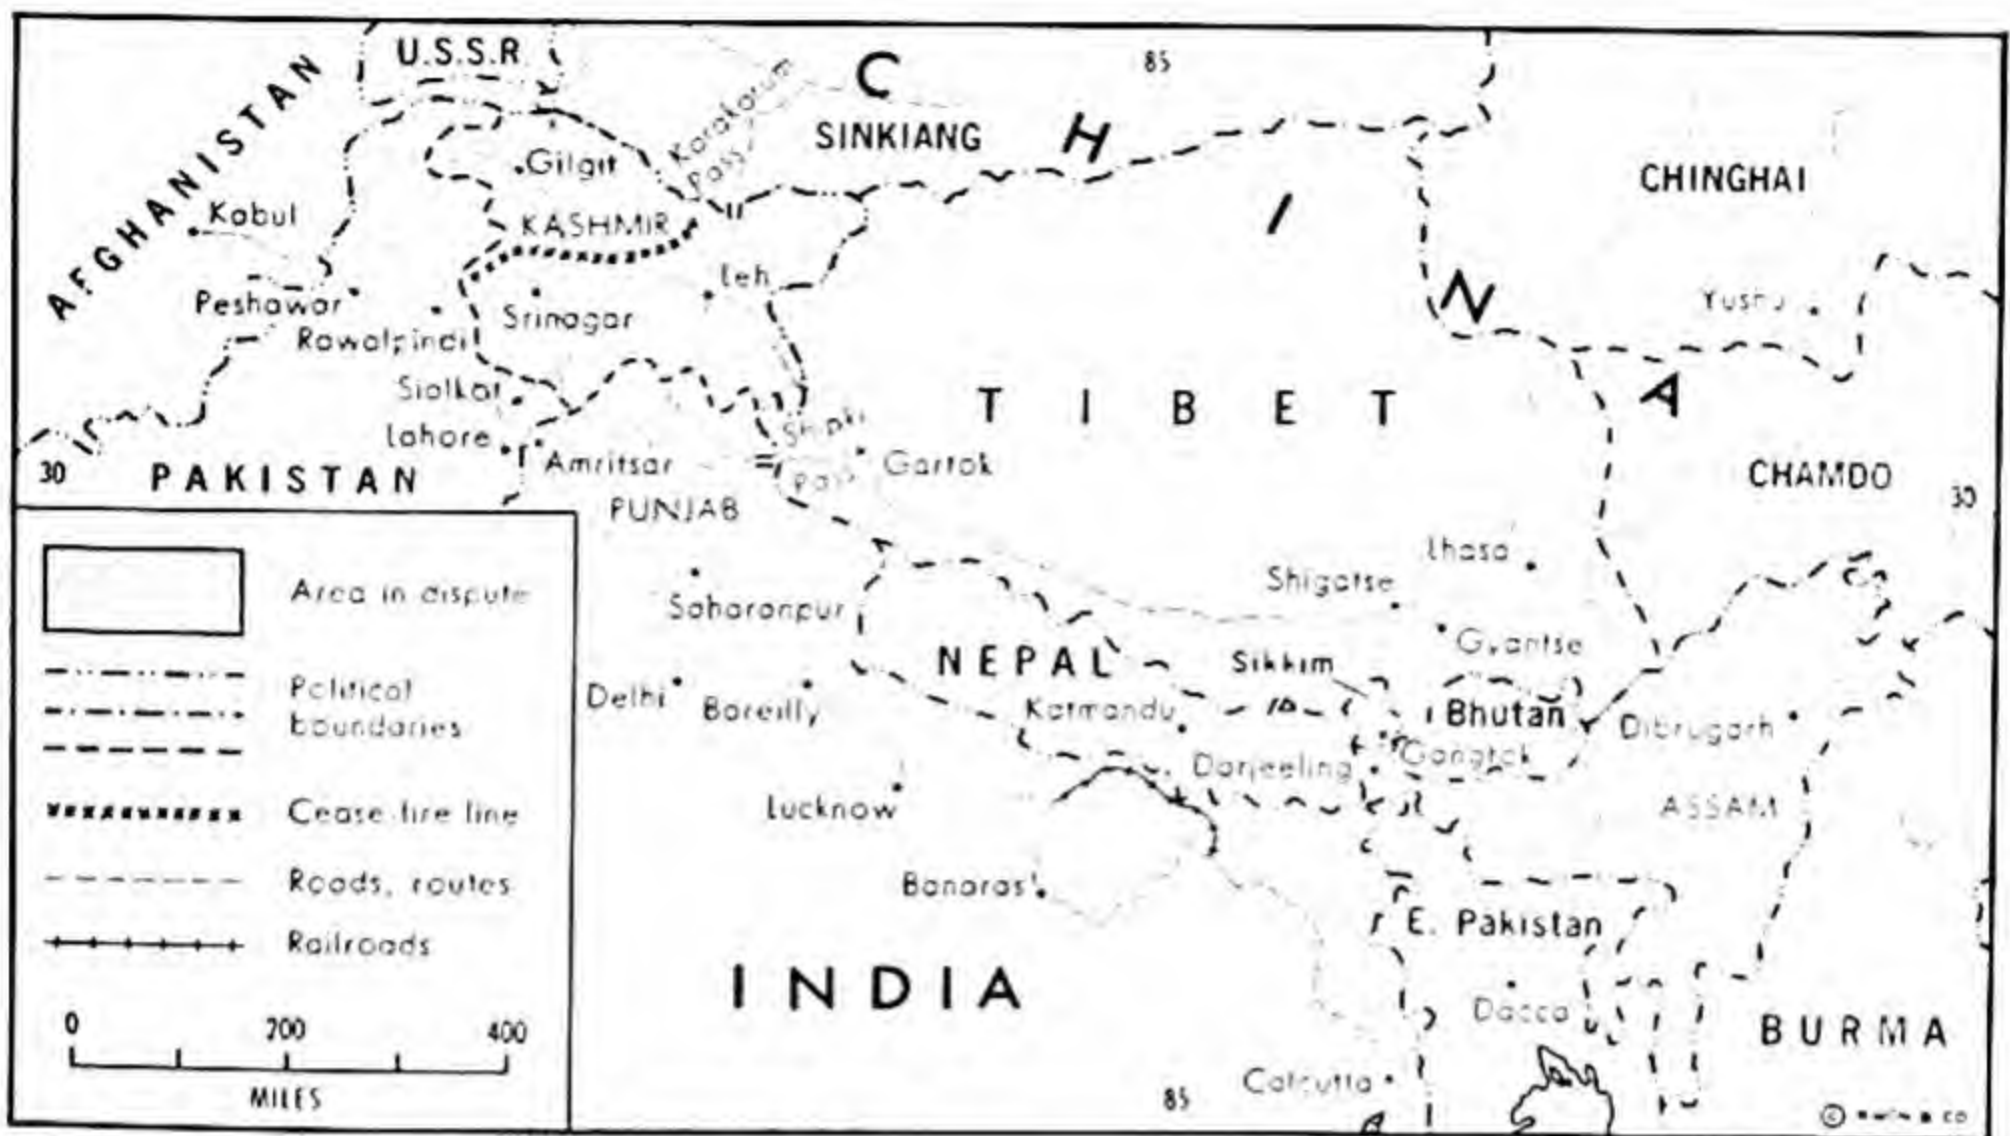 U.S.S.R
C
85
AFGHANISTAN
Karakorum
Pass
SINKIANG
H
CHINGHAI
Gilgit
I
Kabul
KASHMIR
Leh
N
Peshawar
Srinagar
Rawalpindi
Yushu
Sialkot
TIBET
A
Lahore
Shipki
Pass
30
PAKISTAN
Amritsar
Gartok
CHAMDO
30
PUNJAB
Lhasa
Shigatse
Saharanpur
Gyantse
NEPAL
Sikkim
Delhi
Bareilly
Katmandu
Bhutan
Dibrugarh
Gangtok
Darjeeling
Lucknow
ASSAM
Banaras
E. Pakistan
INDIA
Dacca
BURMA
Calcutta
85
©
CO
Area in dispute
Political
boundaries
Cease fire line
Roads, routes
Railroads
0 200 400
MILES